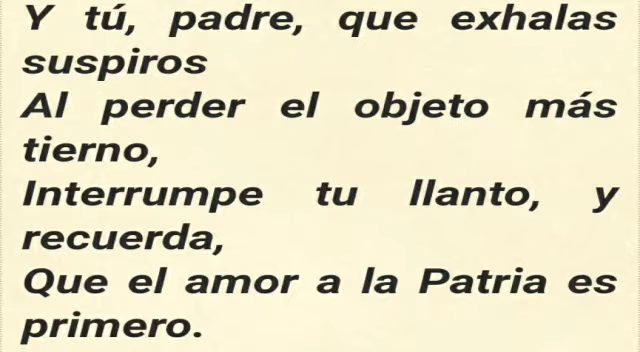 Y tú, padre, que exhalas
suspiros
Al perder el objeto más
tierno,
Interrumpe tu llanto, y
recuerda,
Que el amor a la Patria es
primero.